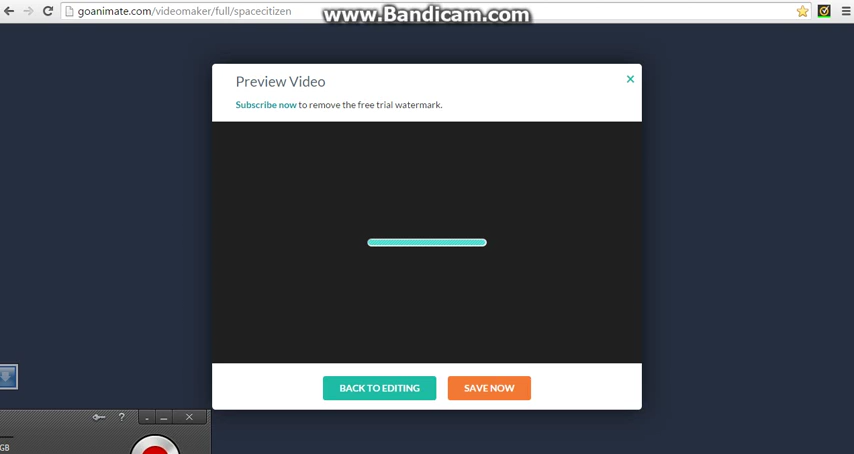 goanimate.com/videomaker/full/spacecitizen
www.Bandicam.com
Preview Video
×
Subscribe now to remove the free trial watermark.
BACK TO EDITING
SAVE NOW
?
GB